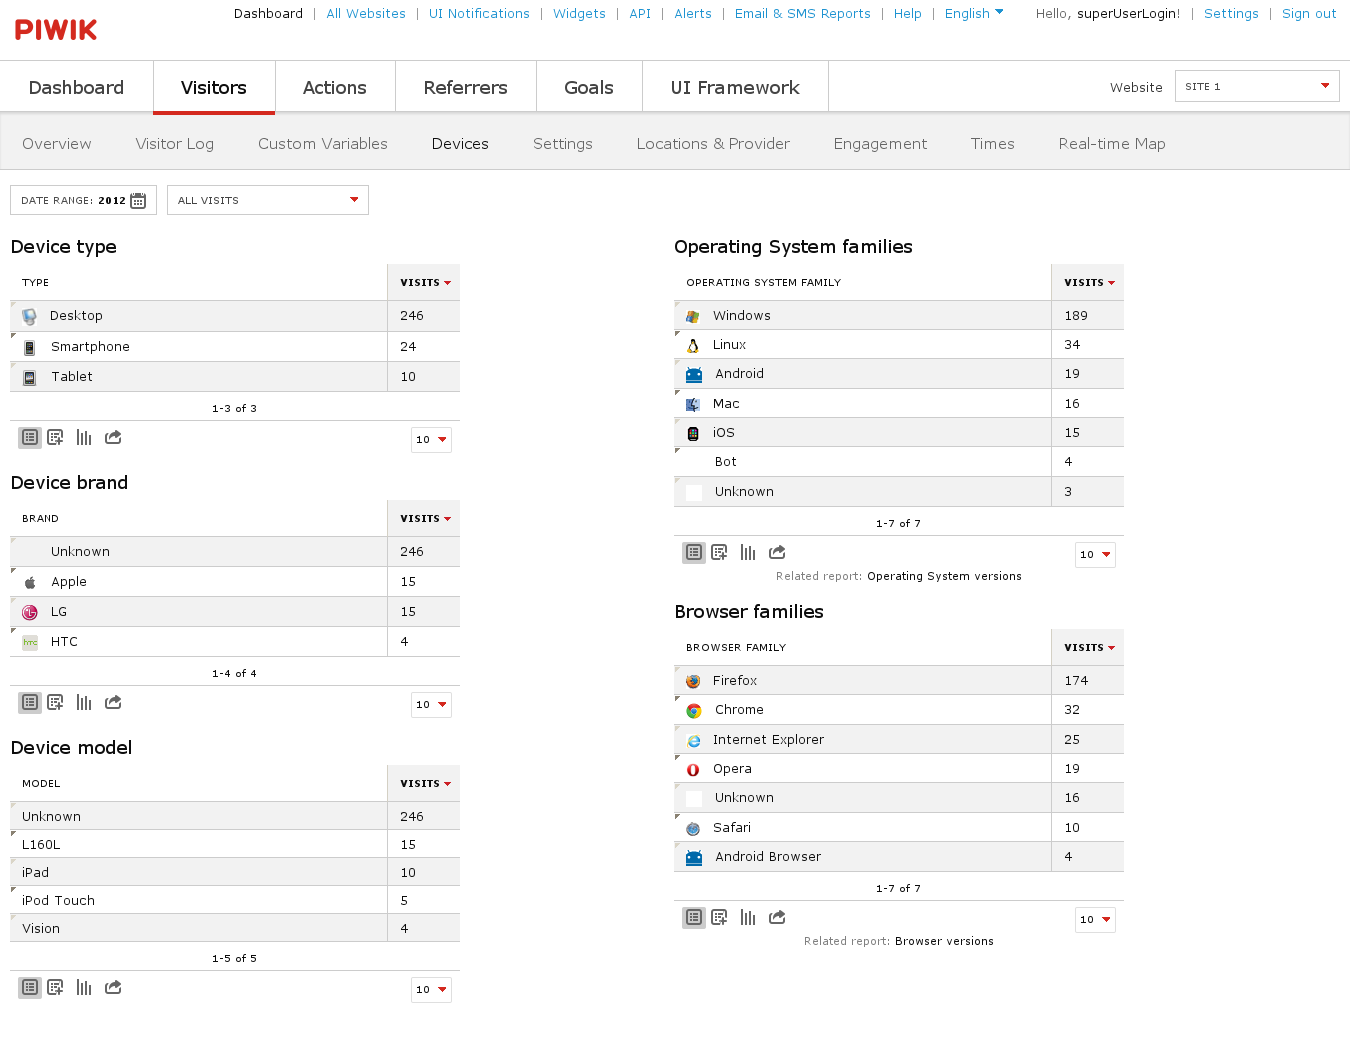 PIWIK
Dashboard | All Websites | UI Notifications | Widgets | API | Alerts | Email & SMS Reports | Help | English
Hello, superUserLogin! | Settings | Sign out
Dashboard Visitors Actions Referrers Goals UI Framework
Website SITE 1
Overview Visitor Log Custom Variables Devices Settings Locations & Provider Engagement Times Real-time Map
DATE RANGE: 2012 ALL VISITS
Device type
TYPE VISITS
Desktop 246
Smartphone 24
Tablet 10
1-3 of 3
10
Device brand
BRAND VISITS
Unknown 246
Apple 15
LG 15
HTC 4
1-4 of 4
10
Device model
MODEL VISITS
Unknown 246
L160L 15
iPad 10
iPod Touch 5
Vision 4
1-5 of 5
10
Operating System families
OPERATING SYSTEM FAMILY VISITS
Windows 189
Linux 34
Android 19
Mac 16
iOS 15
Bot 4
Unknown 3
1-7 of 7
10
Related report: Operating System versions
Browser families
BROWSER FAMILY VISITS
Firefox 174
Chrome 32
Internet Explorer 25
Opera 19
Unknown 16
Safari 10
Android Browser 4
1-7 of 7
10
Related report: Browser versions